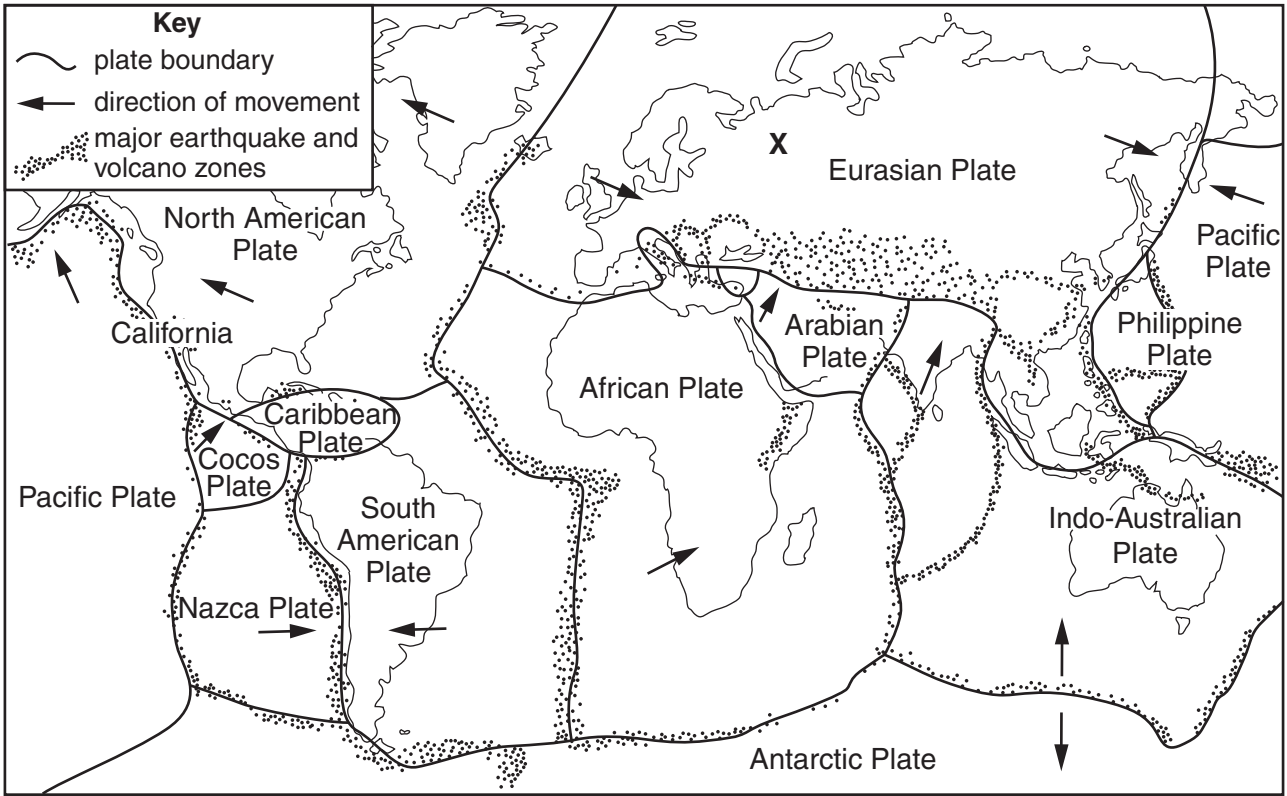 Key
plate boundary
direction of movement
major earthquake and
volcano zones
X
Eurasian Plate
North American
Plate
Pacific
Plate
California
Arabian
Plate
Philippine
Plate
African Plate
Caribbean
Plate
Cocos
Plate
Pacific Plate
South
American
Plate
Indo-Australian
Plate
Nazca Plate
Antarctic Plate